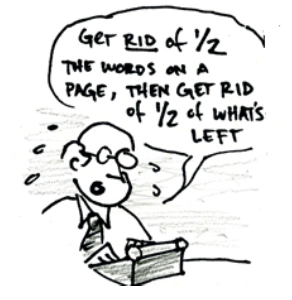 GET RID of 1/2
THE WORDS ON A
PAGE, THEN GET RID
of 1/2 of WHAT'S
LEFT